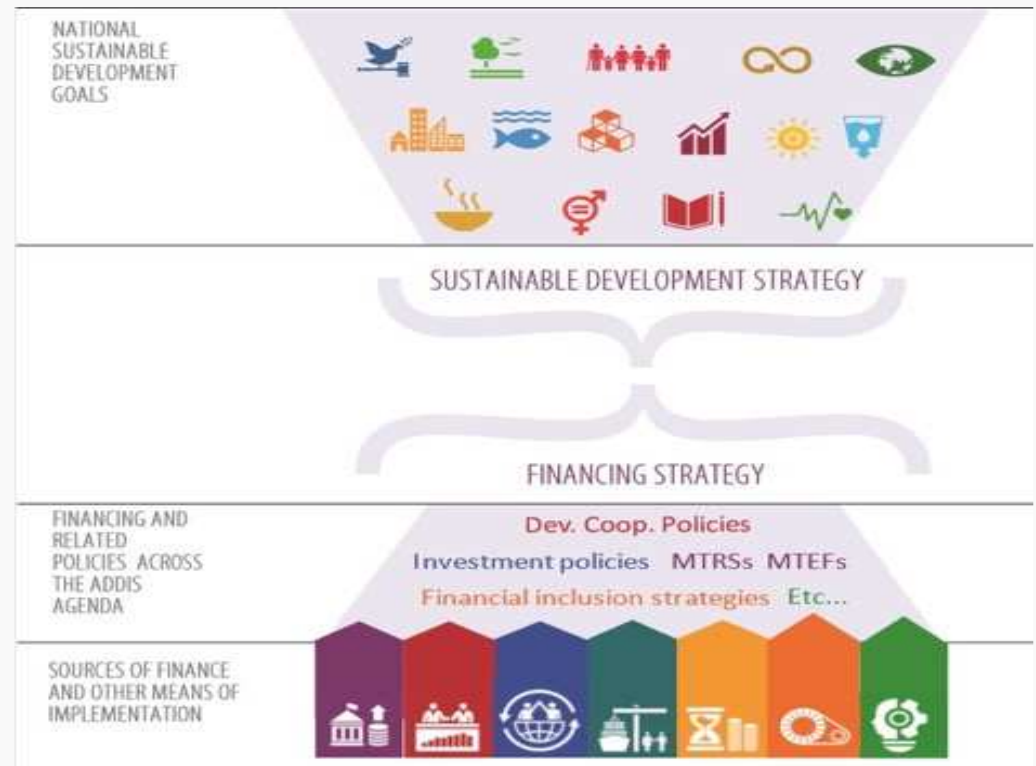 NATIONAL
SUSTAINABLE
DEVELOPMENT
GOALS
SUSTAINABLE DEVELOPMENT STRATEGY
FINANCING STRATEGY
FINANCING AND
RELATED
POLICIES ACROSS
THE ADDIS
AGENDA
Dev. Coop. Policies
Investment policies MTRSs MTEFs
Financial inclusion strategies Etc...
SOURCES OF FINANCE
AND OTHER MEANS OF
IMPLEMENTATION